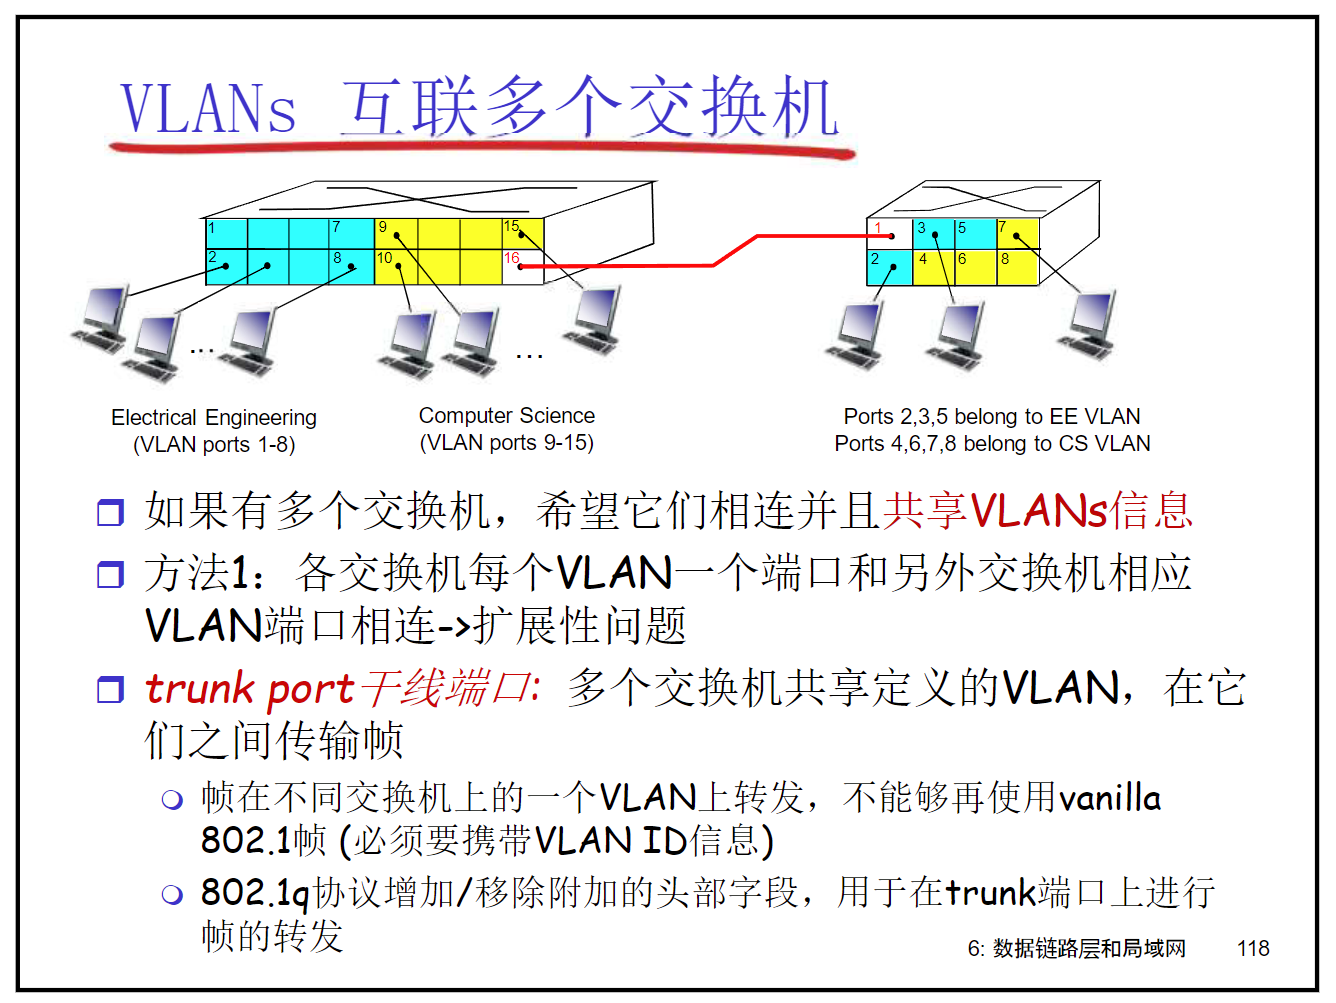 VLANs 互联多个交换机
1 7 9 15
2 8 10 16
1 3 5 7
2 4 6 8
... ...
Electrical Engineering
(VLAN ports 1-8)
Computer Science
(VLAN ports 9-15)
Ports 2,3,5 belong to EE VLAN
Ports 4,6,7,8 belong to CS VLAN
如果有多个交换机，希望它们相连并且共享VLANs信息
方法1：各交换机每个VLAN一个端口和另外交换机相应
VLAN端口相连->扩展性问题
trunk port干线端口: 多个交换机共享定义的VLAN，在它
们之间传输帧
帧在不同交换机上的一个VLAN上转发，不能够再使用vanilla
802.1帧 (必须要携带VLAN ID信息)
802.1q协议增加/移除附加的头部字段，用于在trunk端口上进行
帧的转发
6: 数据链路层和局域网 118